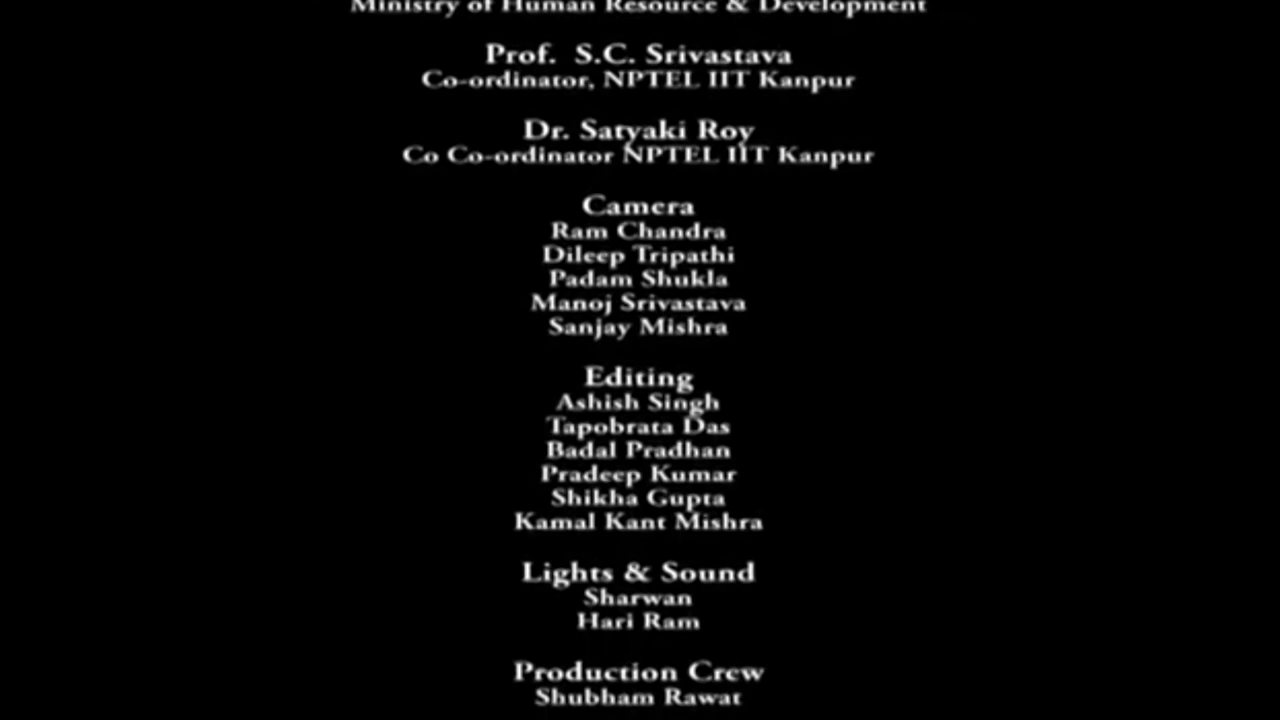 Ministry of Human Resource & Development
Prof. S.C. Srivastava
Co-ordinator, NPTEL IIT Kanpur
Dr. Satyaki Roy
Co Co-ordinator NPTEL IIT Kanpur
Camera
Ram Chandra
Dileep Tripathi
Padam Shukla
Manoj Srivastava
Sanjay Mishra
Editing
Ashish Singh
Tapobrata Das
Badal Pradhan
Pradeep Kumar
Shikha Gupta
Kamal Kant Mishra
Lights & Sound
Sharwan
Hari Ram
Production Crew
Shubham Rawat